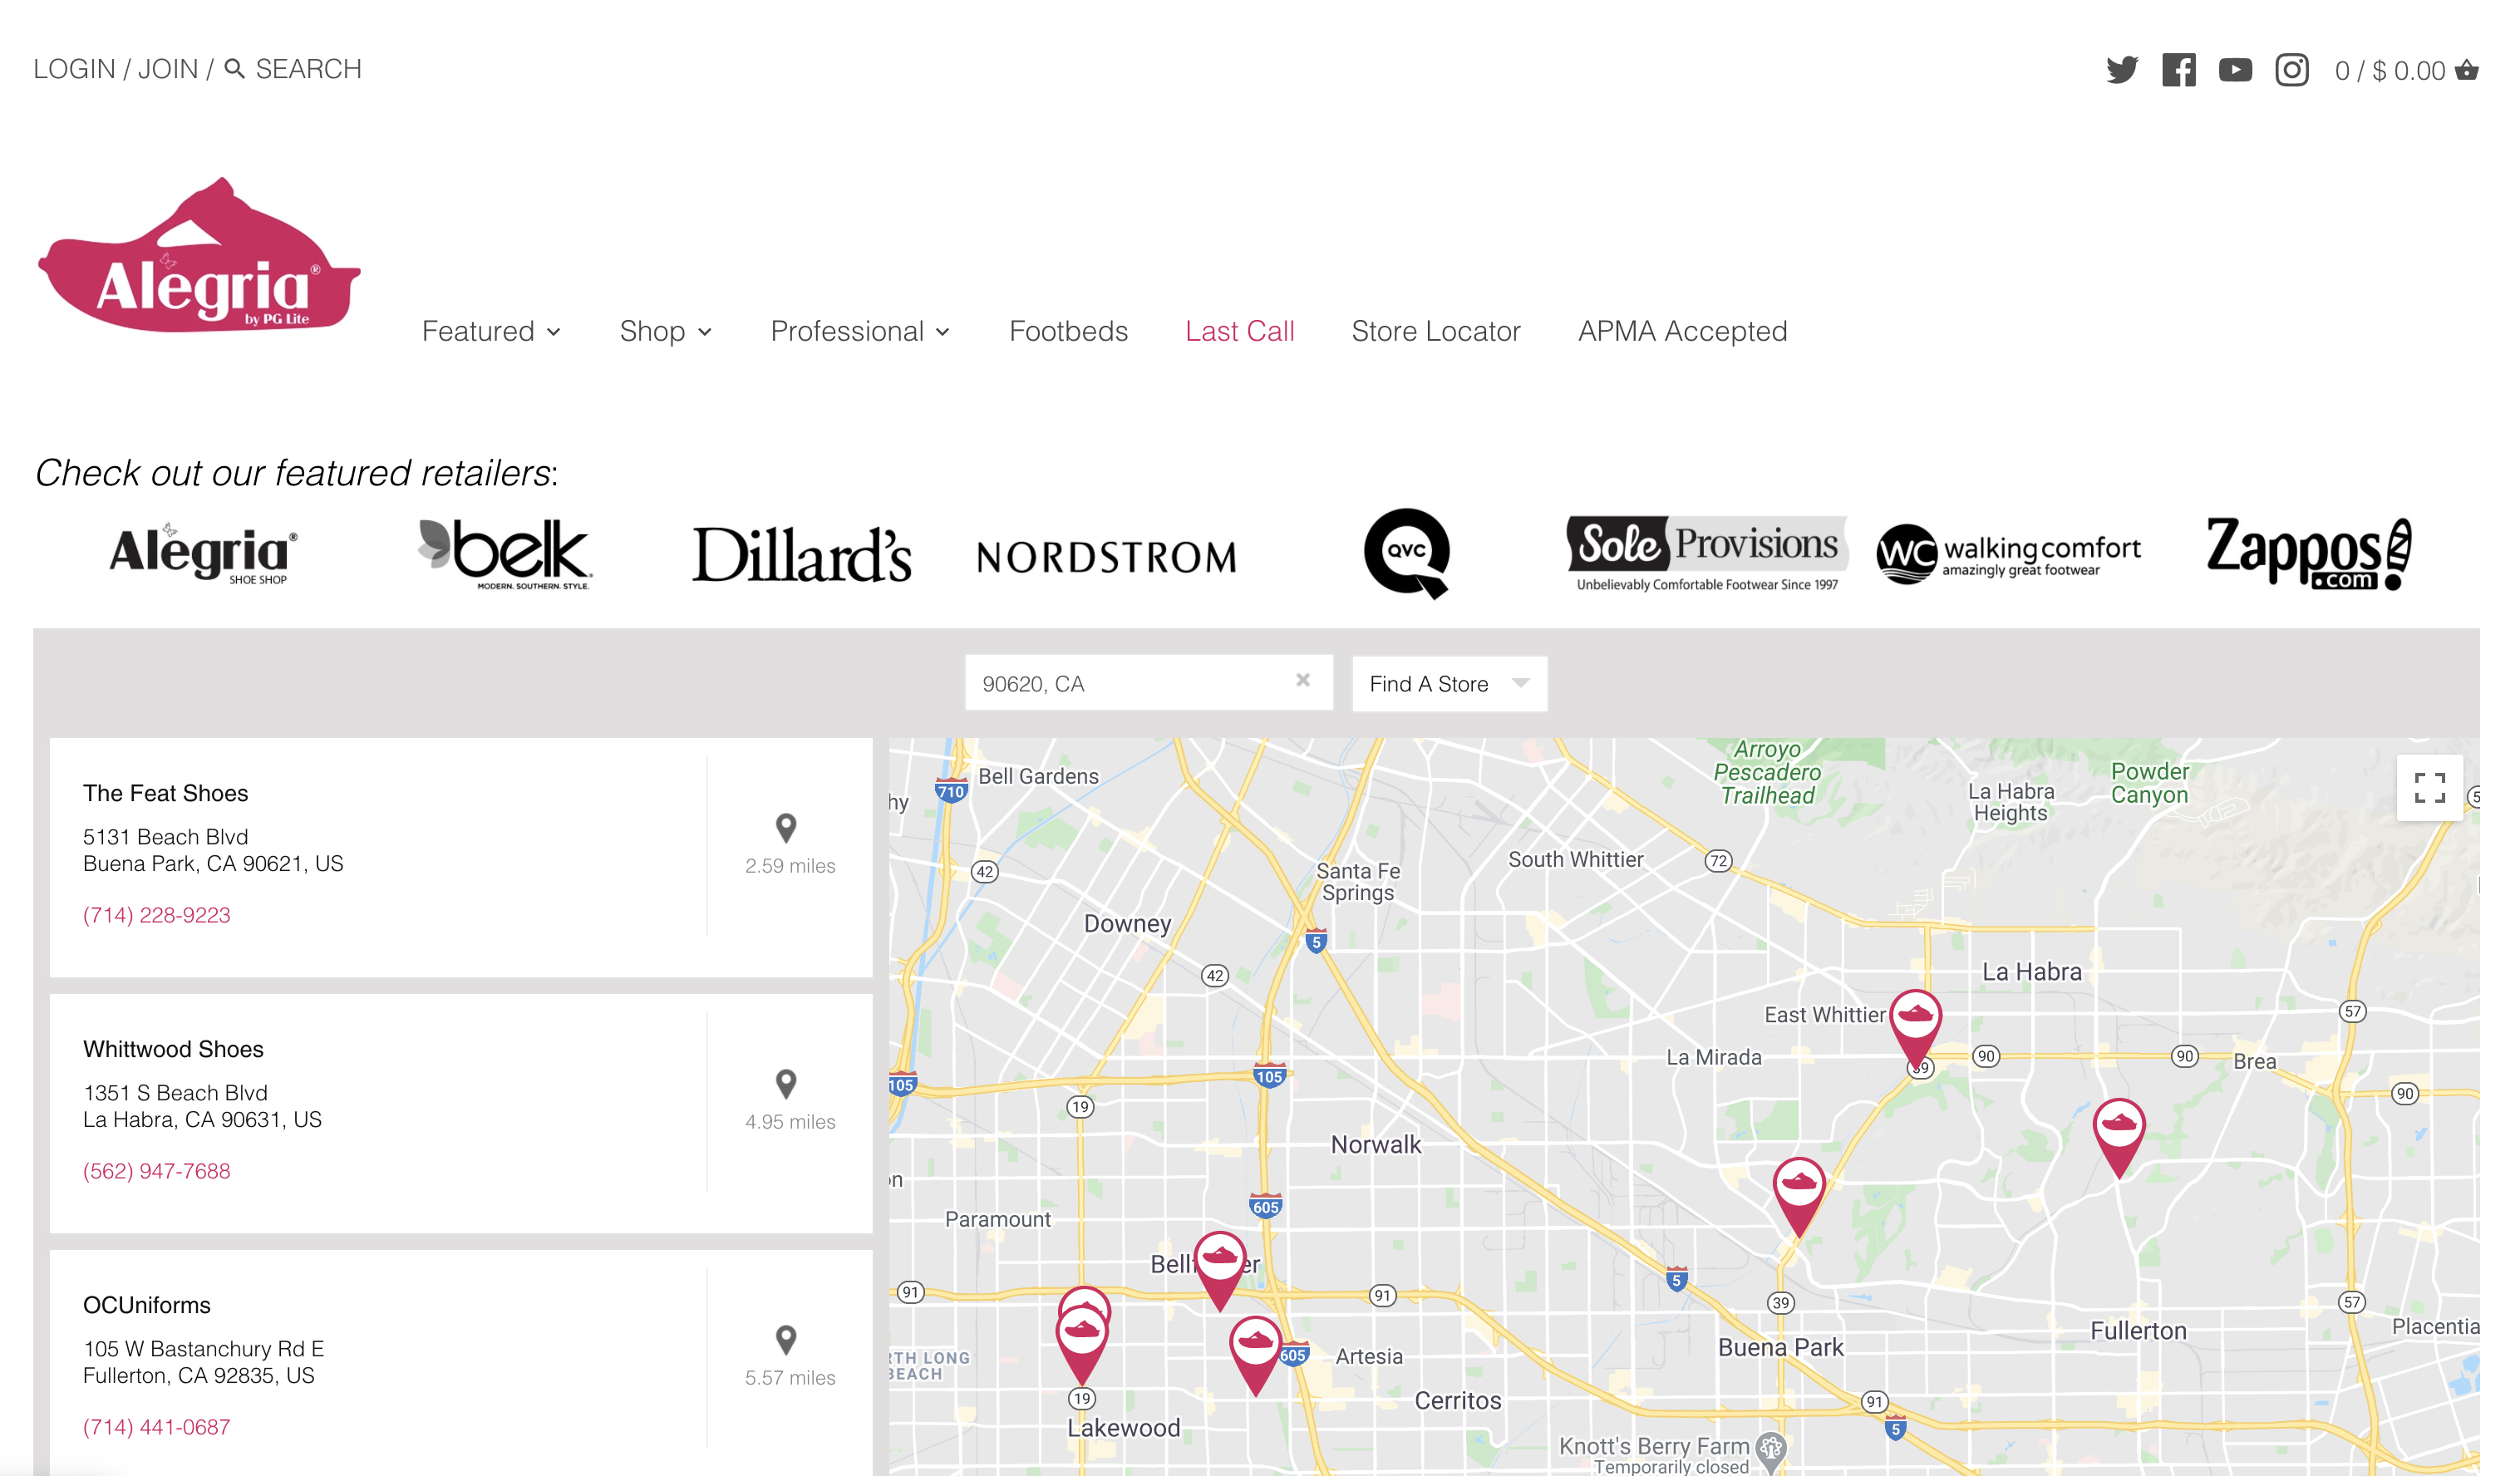 LOGIN / JOIN / SEARCH
0 / $ 0.00
Alegria®
by PG Lite
Featured
Shop
Professional
Footbeds
Last Call
Store Locator
APMA Accepted
Check out our featured retailers:
Alegria®
SHOE SHOP
belk
MODERN. SOUTHERN. STYLE.
Dillard's
NORDSTROM
QVC
Sole Provisions
Unbelievably Comfortable Footwear Since 1997
WC walking comfort
amazingly great footwear
Zappos!
.com
90620, CA
Find A Store
The Feat Shoes
5131 Beach Blvd
Buena Park, CA 90621, US
(714) 228-9223
2.59 miles
Whittwood Shoes
1351 S Beach Blvd
La Habra, CA 90631, US
(562) 947-7688
4.95 miles
OCUniforms
105 W Bastanchury Rd E
Fullerton, CA 92835, US
(714) 441-0687
5.57 miles
Arroyo
Pescadero
Trailhead
Powder
Canyon
La Habra
Heights
Bell Gardens
710
hy
42
South Whittier
72
Santa Fe
Springs
Downey
5
42
La Habra
57
East Whittier
La Mirada
39
90
90
Brea
90
105
105
19
Norwalk
Paramount
605
91
91
5
39
57
Fullerton
Placentia
Buena Park
605
Artesia
Cerritos
19
Lakewood
91
5
Knott's Berry Farm
Temporarily closed